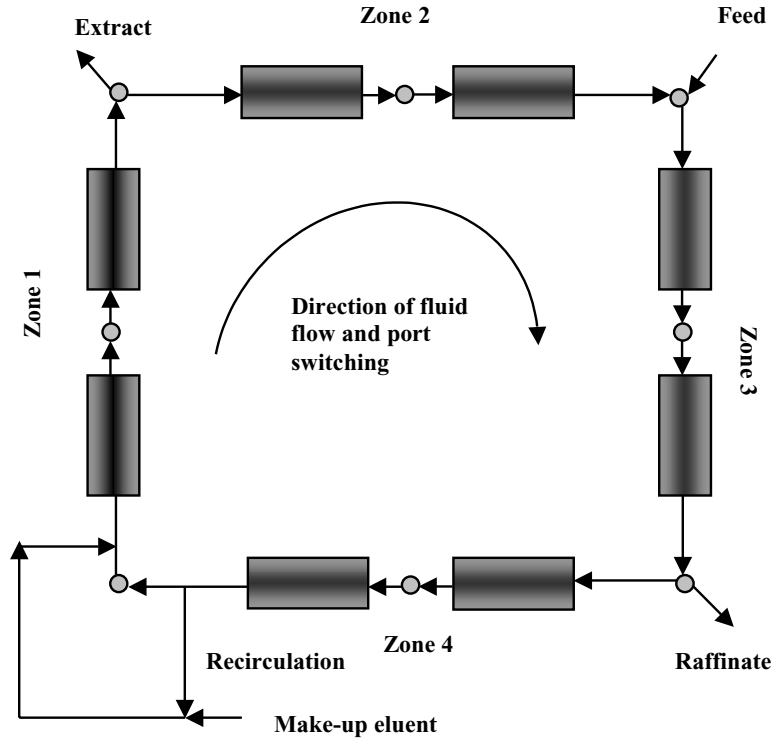 Extract
Zone 2
Feed
Zone 1
Direction of fluid
flow and port
switching
Zone 3
Zone 4
Recirculation
Raffinate
Make-up eluent